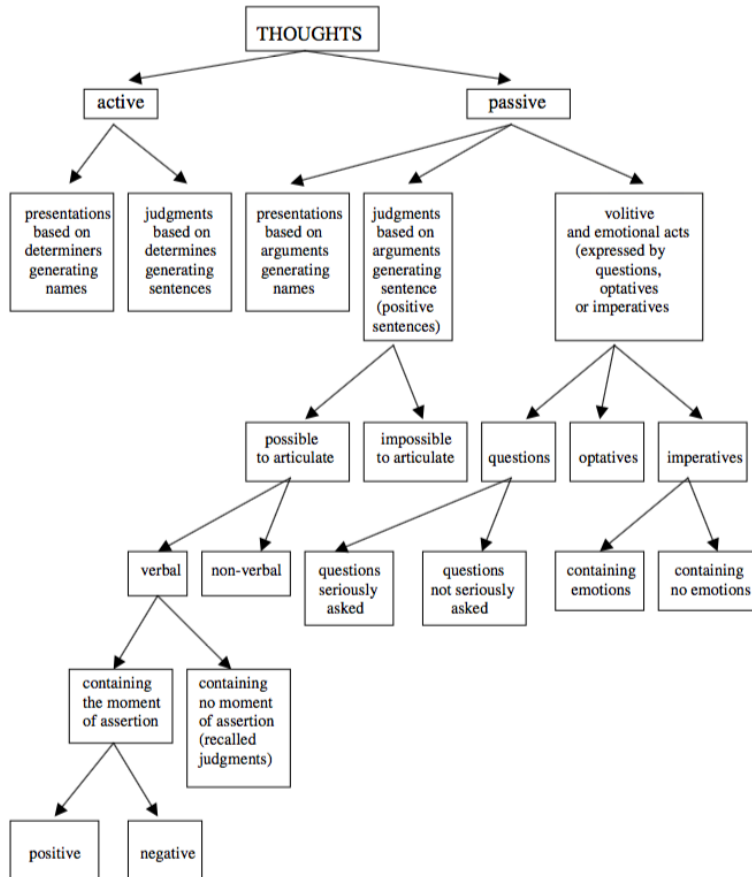 THOUGHTS
active
passive
presentations
based on
determiners
generating
names
judgments
based on
determines
generating
sentences
presentations
based on
arguments
generating
names
judgments
based on
arguments
generating
sentence
(positive
sentences)
volitive
and emotional acts
(expressed by
questions,
optatives
or imperatives
possible
to articulate
impossible
to articulate
questions
optatives
imperatives
verbal
non-verbal
questions
seriously
asked
questions
not seriously
asked
containing
emotions
containing
no emotions
containing
the moment
of assertion
containing
no moment
of assertion
(recalled
judgments)
positive
negative